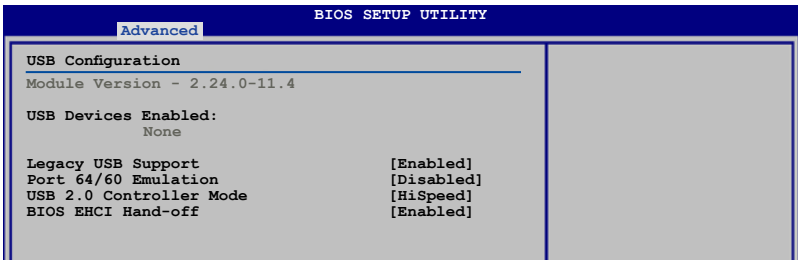 BIOS SETUP UTILITY
Advanced
USB Configuration
Module Version - 2.24.0-11.4
USB Devices Enabled:
None
Legacy USB Support [Enabled]
Port 64/60 Emulation [Disabled]
USB 2.0 Controller Mode [HiSpeed]
BIOS EHCI Hand-off [Enabled]